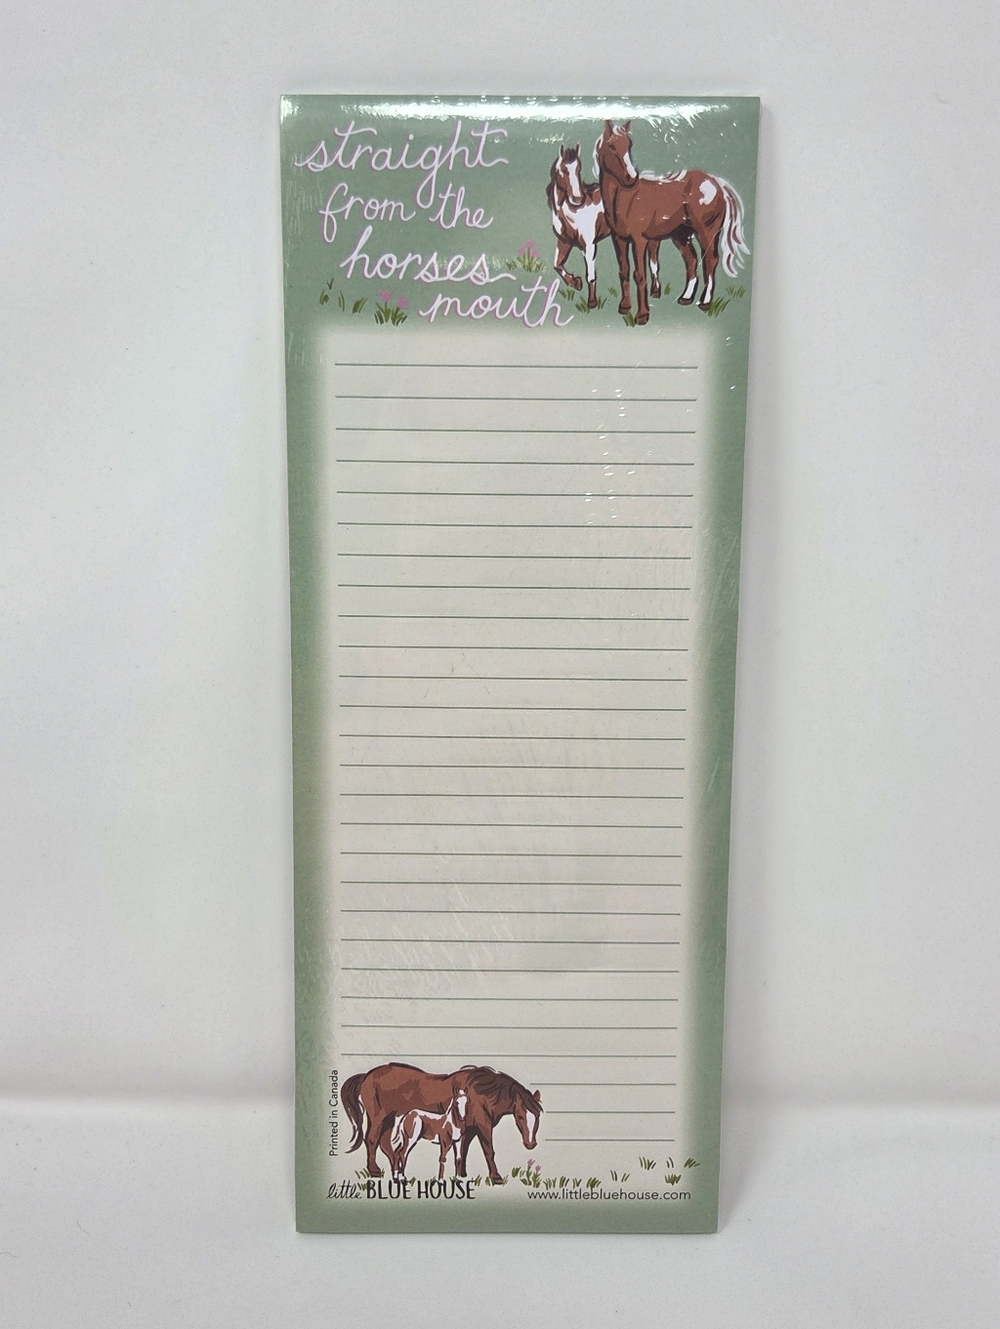 straight
from the
horses
mouth
Printed in Canada
little BLUE HOUSE
www.littlebluehouse.com